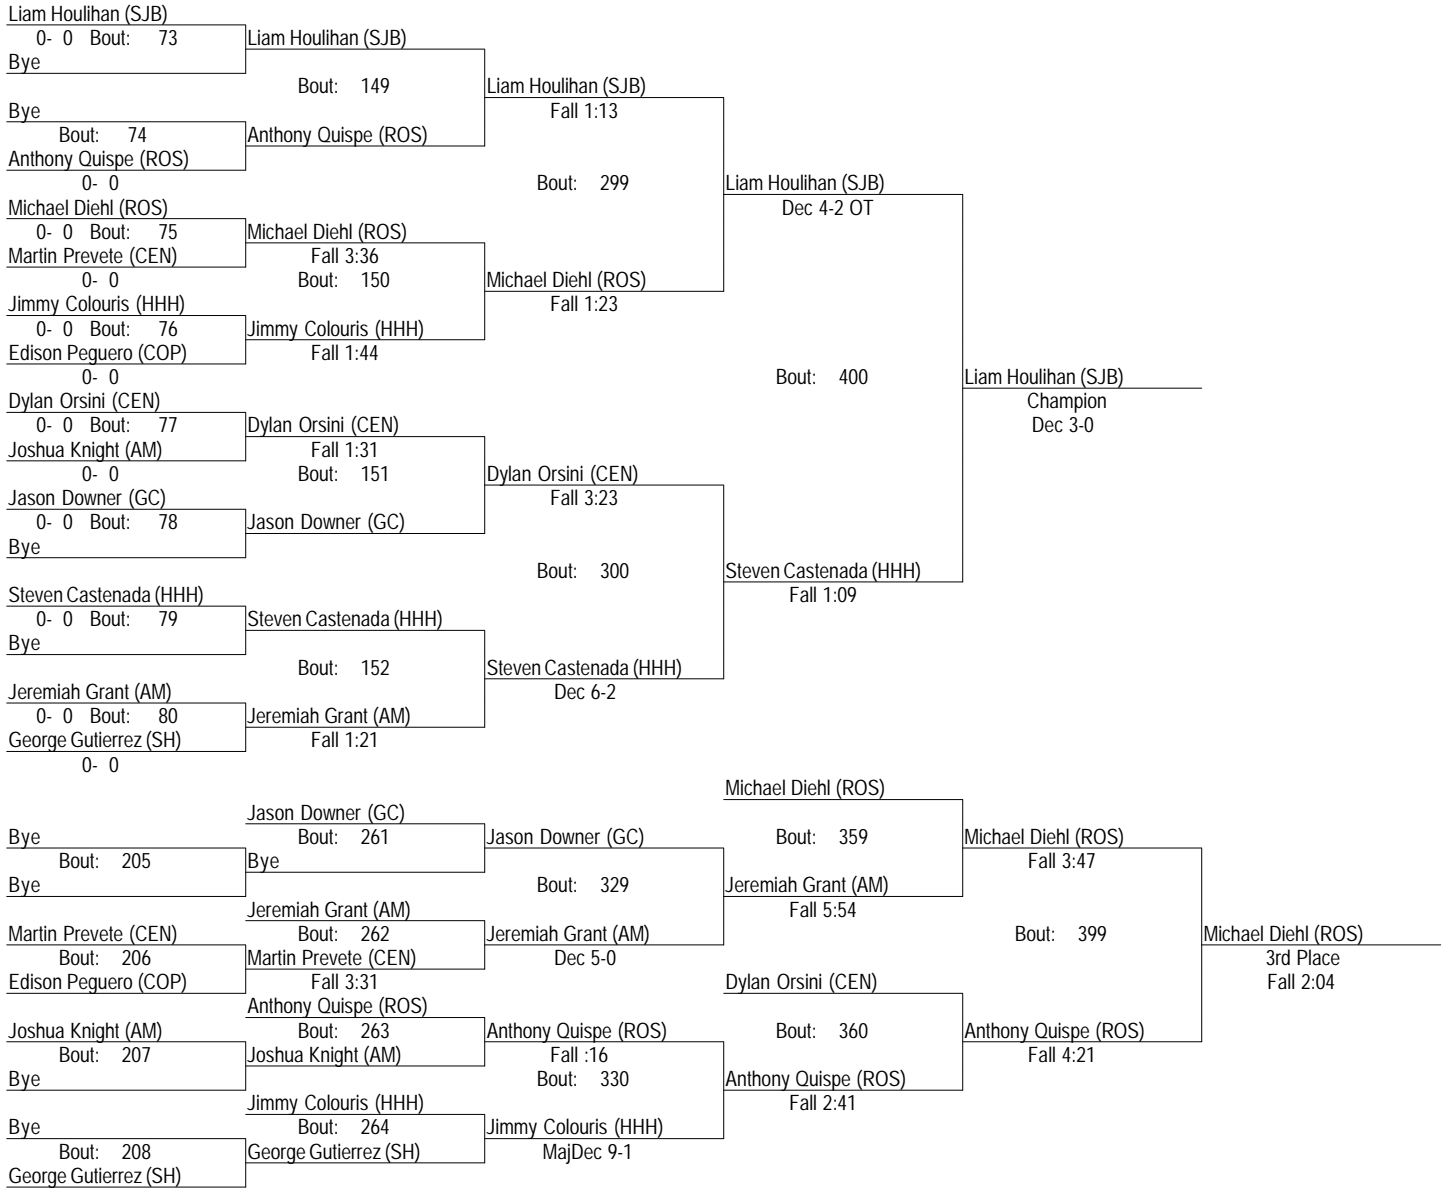 Liam Houlihan (SJB)
0- 0 Bout: 73
Liam Houlihan (SJB)
Bye
Bout: 149
Liam Houlihan (SJB)
Bye
Fall 1:13
Bout: 74
Anthony Quispe (ROS)
Anthony Quispe (ROS)
0- 0
Bout: 299
Liam Houlihan (SJB)
Michael Diehl (ROS)
Dec 4-2 OT
0- 0 Bout: 75
Michael Diehl (ROS)
Martin Prevete (CEN)
Fall 3:36
0- 0
Bout: 150
Michael Diehl (ROS)
Jimmy Colouris (HHH)
Fall 1:23
0- 0 Bout: 76
Jimmy Colouris (HHH)
Edison Peguero (COP)
Fall 1:44
0- 0
Bout: 400
Liam Houlihan (SJB)
Dylan Orsini (CEN)
Champion
0- 0 Bout: 77
Dylan Orsini (CEN)
Dec 3-0
Joshua Knight (AM)
Fall 1:31
0- 0
Bout: 151
Dylan Orsini (CEN)
Jason Downer (GC)
Fall 3:23
0- 0 Bout: 78
Jason Downer (GC)
Bye
Bout: 300
Steven Castenada (HHH)
Steven Castenada (HHH)
Fall 1:09
0- 0 Bout: 79
Steven Castenada (HHH)
Bye
Bout: 152
Steven Castenada (HHH)
Jeremiah Grant (AM)
Dec 6-2
0- 0 Bout: 80
Jeremiah Grant (AM)
George Gutierrez (SH)
Fall 1:21
0- 0
Michael Diehl (ROS)
Jason Downer (GC)
Bye
Bout: 261
Jason Downer (GC)
Bout: 359
Michael Diehl (ROS)
Bout: 205
Bye
Fall 3:47
Bye
Bout: 329
Jeremiah Grant (AM)
Jeremiah Grant (AM)
Fall 5:54
Martin Prevete (CEN)
Bout: 262
Jeremiah Grant (AM)
Bout: 399
Michael Diehl (ROS)
Bout: 206
Martin Prevete (CEN)
Dec 5-0
3rd Place
Edison Peguero (COP)
Fall 3:31
Dylan Orsini (CEN)
Fall 2:04
Anthony Quispe (ROS)
Joshua Knight (AM)
Bout: 263
Anthony Quispe (ROS)
Bout: 360
Anthony Quispe (ROS)
Bout: 207
Joshua Knight (AM)
Fall :16
Fall 4:21
Bye
Bout: 330
Anthony Quispe (ROS)
Jimmy Colouris (HHH)
Fall 2:41
Bye
Bout: 264
Jimmy Colouris (HHH)
Bout: 208
George Gutierrez (SH)
MajDec 9-1
George Gutierrez (SH)